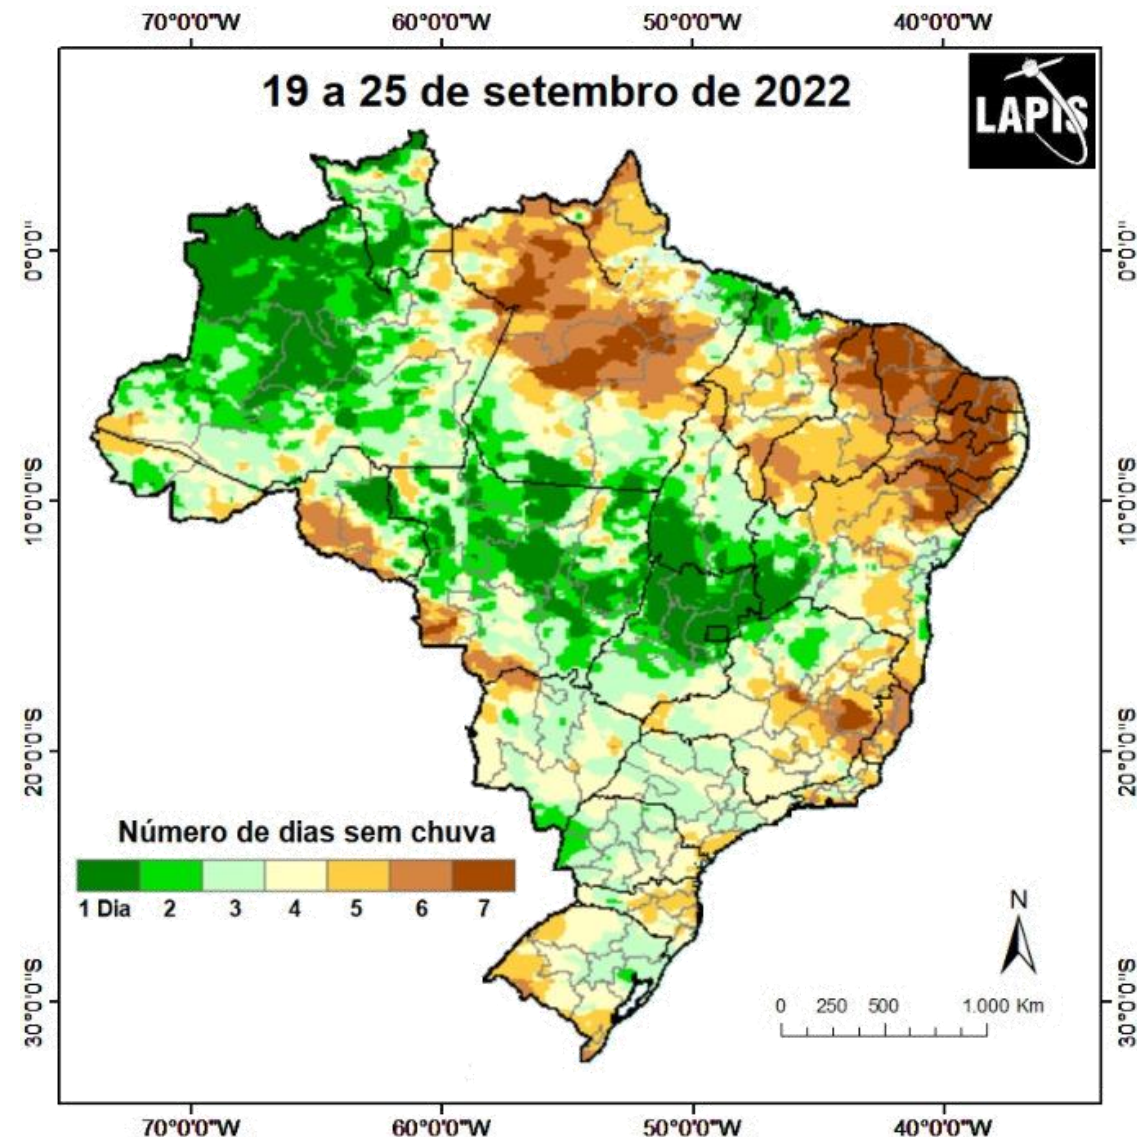 70°0'0"W 60°0'0"W 50°0'0"W 40°0'0"W
19 a 25 de setembro de 2022
LAPIS
0°0'0" 0°0'0"
10°0'0"S 10°0'0"S
20°0'0"S 20°0'0"S
Número de dias sem chuva
1 Dia 2 3 4 5 6 7
N
30°0'0"S 30°0'0"S
0 250 500 1.000 Km
70°0'0"W 60°0'0"W 50°0'0"W 40°0'0"W